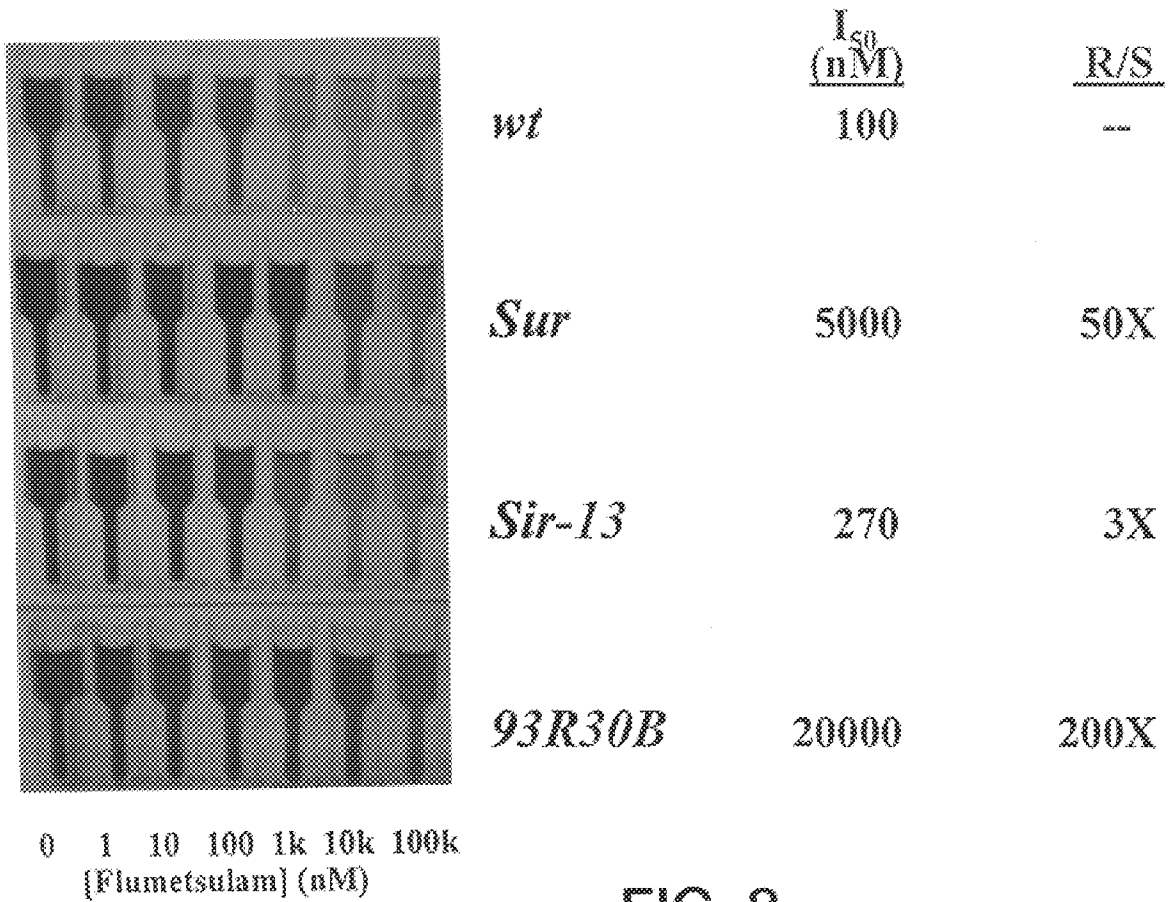 I50
(nM) R/S
wt 100 --
Sur 5000 50X
Sir-13 270 3X
93R30B 20000 200X
0 1 10 100 1k 10k 100k
[Flumetsulam] (nM)